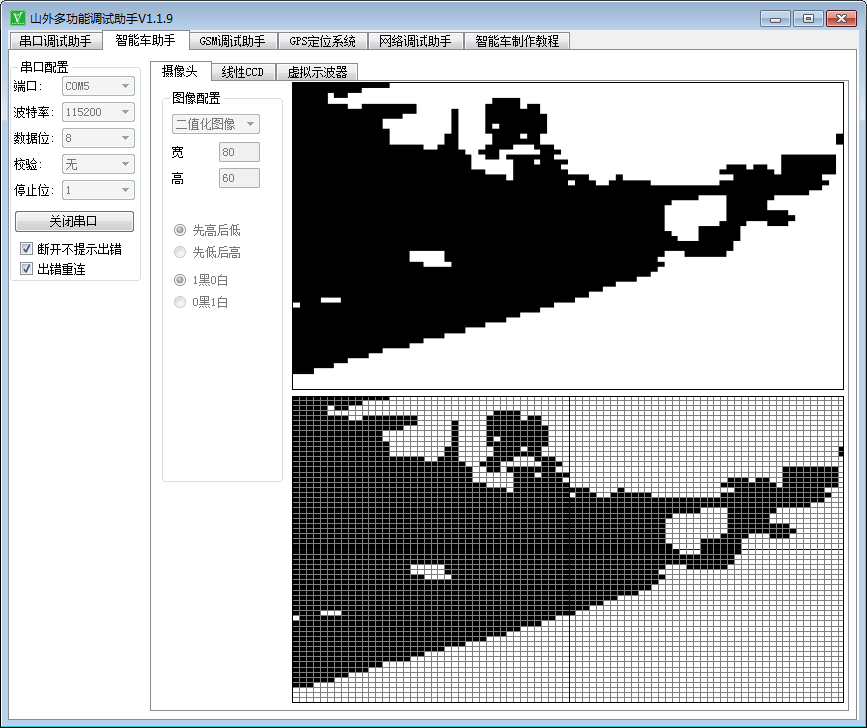 山外多功能调试助手V1.1.9
串口调试助手 智能车助手 GSM调试助手 GPS定位系统 网络调试助手 智能车制作教程
串口配置
端口: COM5
波特率: 115200
数据位: 8
校验: 无
停止位: 1
关闭串口
断开不提示出错
出错重连
摄像头 线性CCD 虚拟示波器
图像配置
二值化图像
宽 80
高 60
先高后低
先低后高
1黑0白
0黑1白